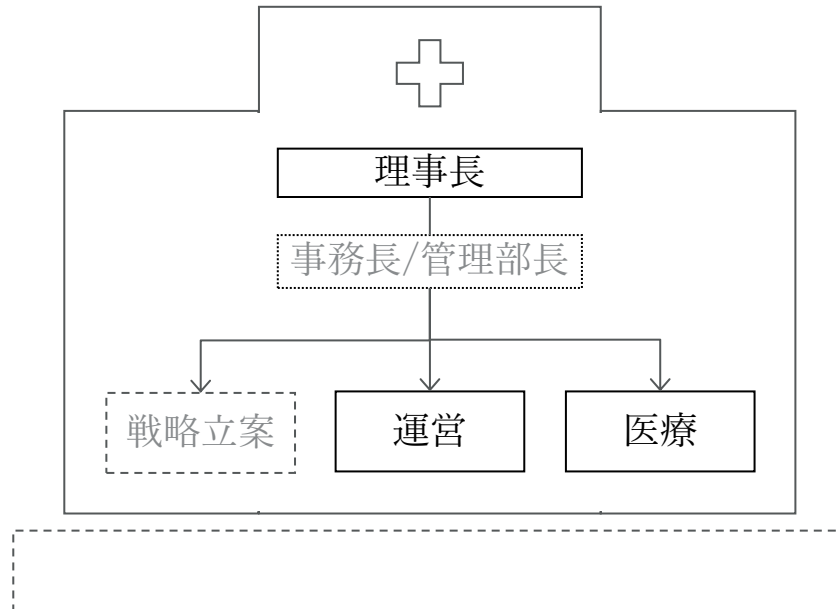 理事長
事務長/管理部長
戦略立案
運営
医療